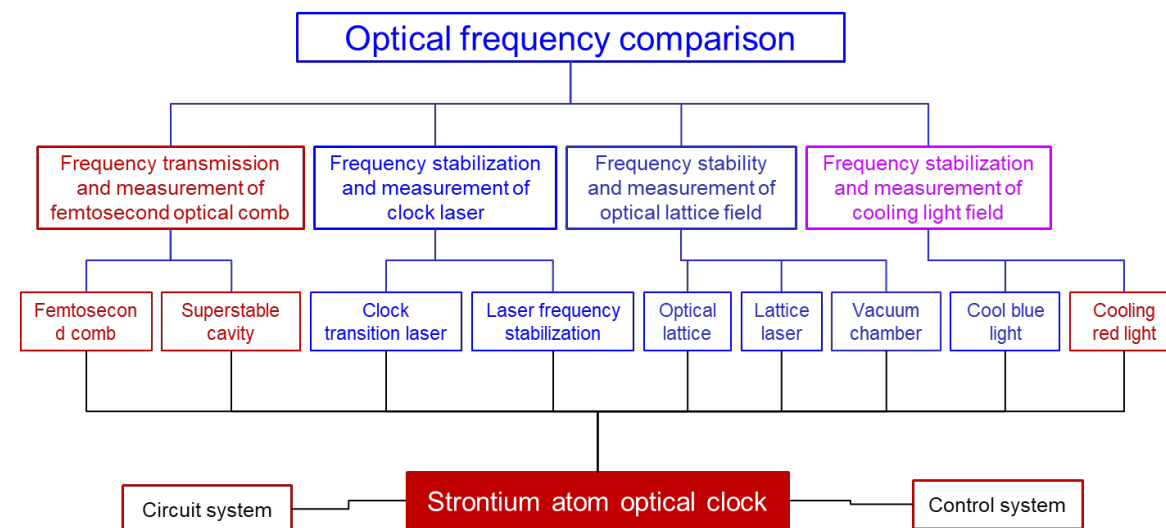 Optical frequency comparison
Frequency transmission
and measurement of
femtosecond optical comb
Frequency stabilization
and measurement of
clock laser
Frequency stability
and measurement of
optical lattice field
Frequency stabilization
and measurement of
cooling light field
Femtosecon
d comb
Superstable
cavity
Clock
transition laser
Laser frequency
stabilization
Optical
lattice
Lattice
laser
Vacuum
chamber
Cool blue
light
Cooling
red light
Circuit system
Strontium atom optical clock
Control system